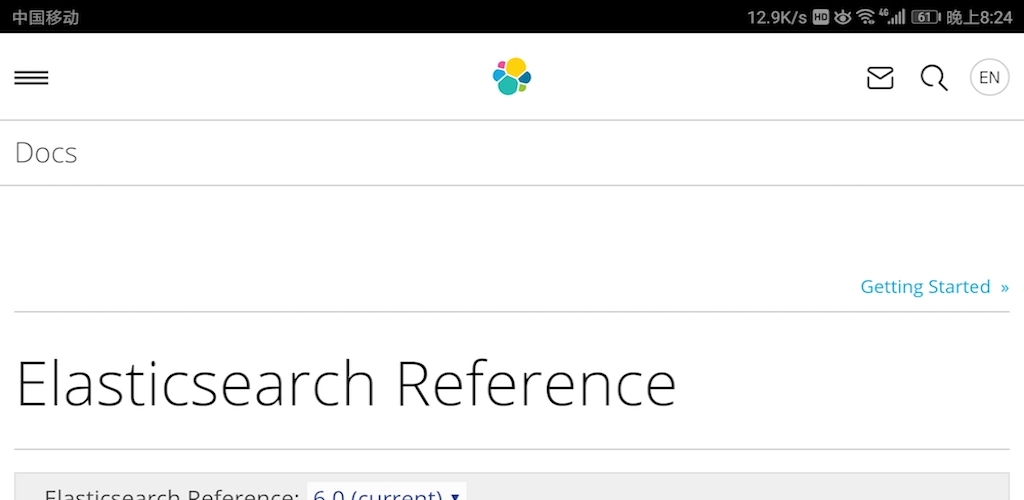 中国移动
12.9K/s HD 4G 61 晚上8:24
EN
Docs
Getting Started »
Elasticsearch Reference
Elasticsearch Reference: 6.0 (current) ▾